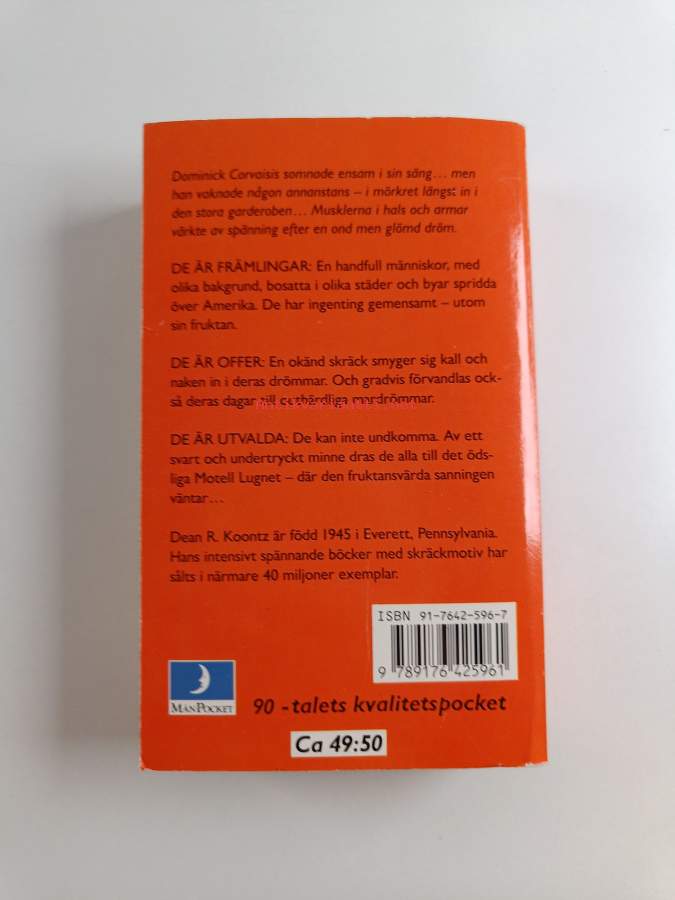 Dominick Corvaisis somnade ensam i sin säng... men
han vaknade någon annanstans – i mörkret längst in i
den stora garderoben... Musklerna i hals och armar
värkte av spänning efter en ond men glömd dröm.
DE ÄR FRÄMLINGAR: En handfull människor, med
olika bakgrund, bosatta i olika städer och byar spridda
över Amerika. De har ingenting gemensamt – utom
sin fruktan.
DE ÄR OFFER: En okänd skräck smyger sig kall och
naken in i deras drömmar. Och gradvis förvandlas ock-
så deras dagar till outhärdliga mardrömmar.
DE ÄR UTVALDA: De kan inte undkomma. Av ett
svart och undertryckt minne dras de alla till det öds-
liga Motell Lugnet – där den fruktansvärda sanningen
väntar...
Dean R. Koontz är född 1945 i Everett, Pennsylvania.
Hans intensivt spännande böcker med skräckmotiv har
sålts i närmare 40 miljoner exemplar.
ISBN 91-7642-596-7
9 789176 425961
MÅNPOCKET
90 -talets kvalitetspocket
Ca 49:50